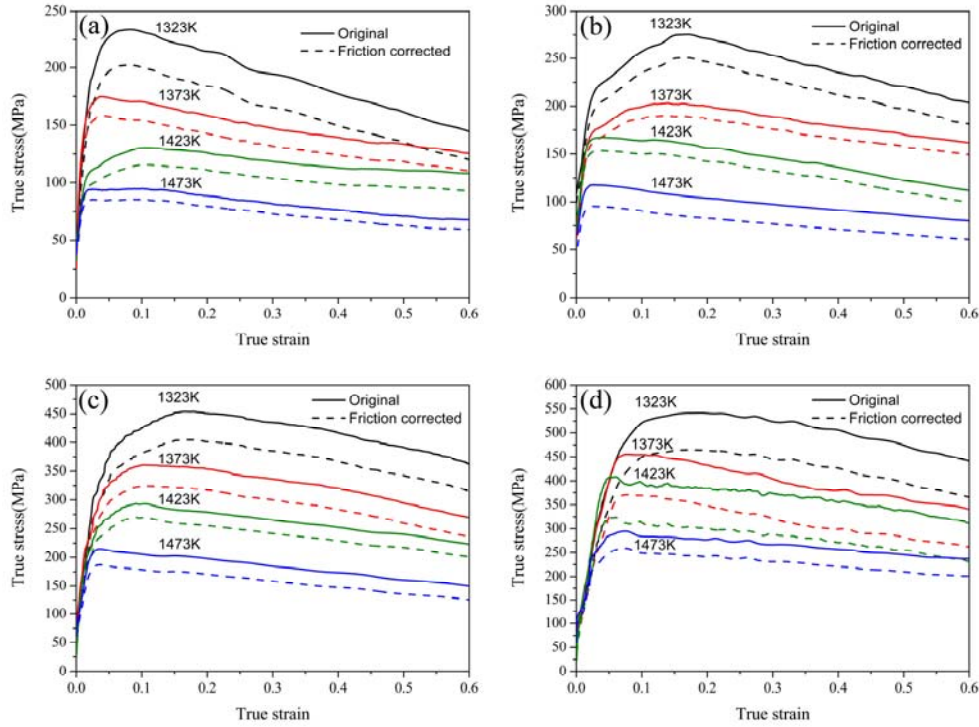 (a)
Original
Friction corrected
1323K
1373K
1423K
1473K
True stress(MPa)
250
200
150
100
50
0
0.0 0.1 0.2 0.3 0.4 0.5 0.6
True strain
(b)
Original
Friction corrected
1323K
1373K
1423K
1473K
True stress(MPa)
300
250
200
150
100
50
0
0.0 0.1 0.2 0.3 0.4 0.5 0.6
True strain
(c)
Original
Friction corrected
1323K
1373K
1423K
1473K
True stress(MPa)
500
450
400
350
300
250
200
150
100
50
0
0.0 0.1 0.2 0.3 0.4 0.5 0.6
True strain
(d)
Original
Friction corrected
1323K
1373K
1423K
1473K
True stress(MPa)
600
550
500
450
400
350
300
250
200
150
100
50
0
0.0 0.1 0.2 0.3 0.4 0.5 0.6
True strain